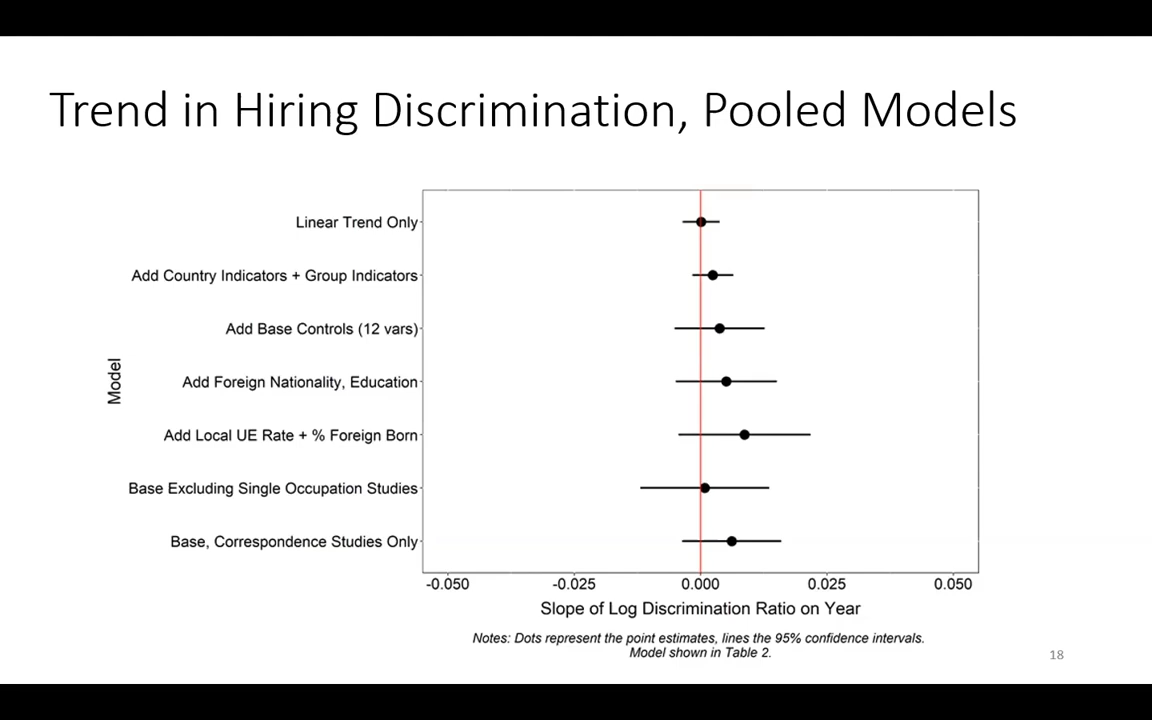 Trend in Hiring Discrimination, Pooled Models
Linear Trend Only
Add Country Indicators + Group Indicators
Add Base Controls (12 vars)
Add Foreign Nationality, Education
Add Local UE Rate + % Foreign Born
Base Excluding Single Occupation Studies
Base, Correspondence Studies Only
Model
-0.050
-0.025
0.000
0.025
0.050
Slope of Log Discrimination Ratio on Year
Notes: Dots represent the point estimates, lines the 95% confidence intervals.
Model shown in Table 2.
18